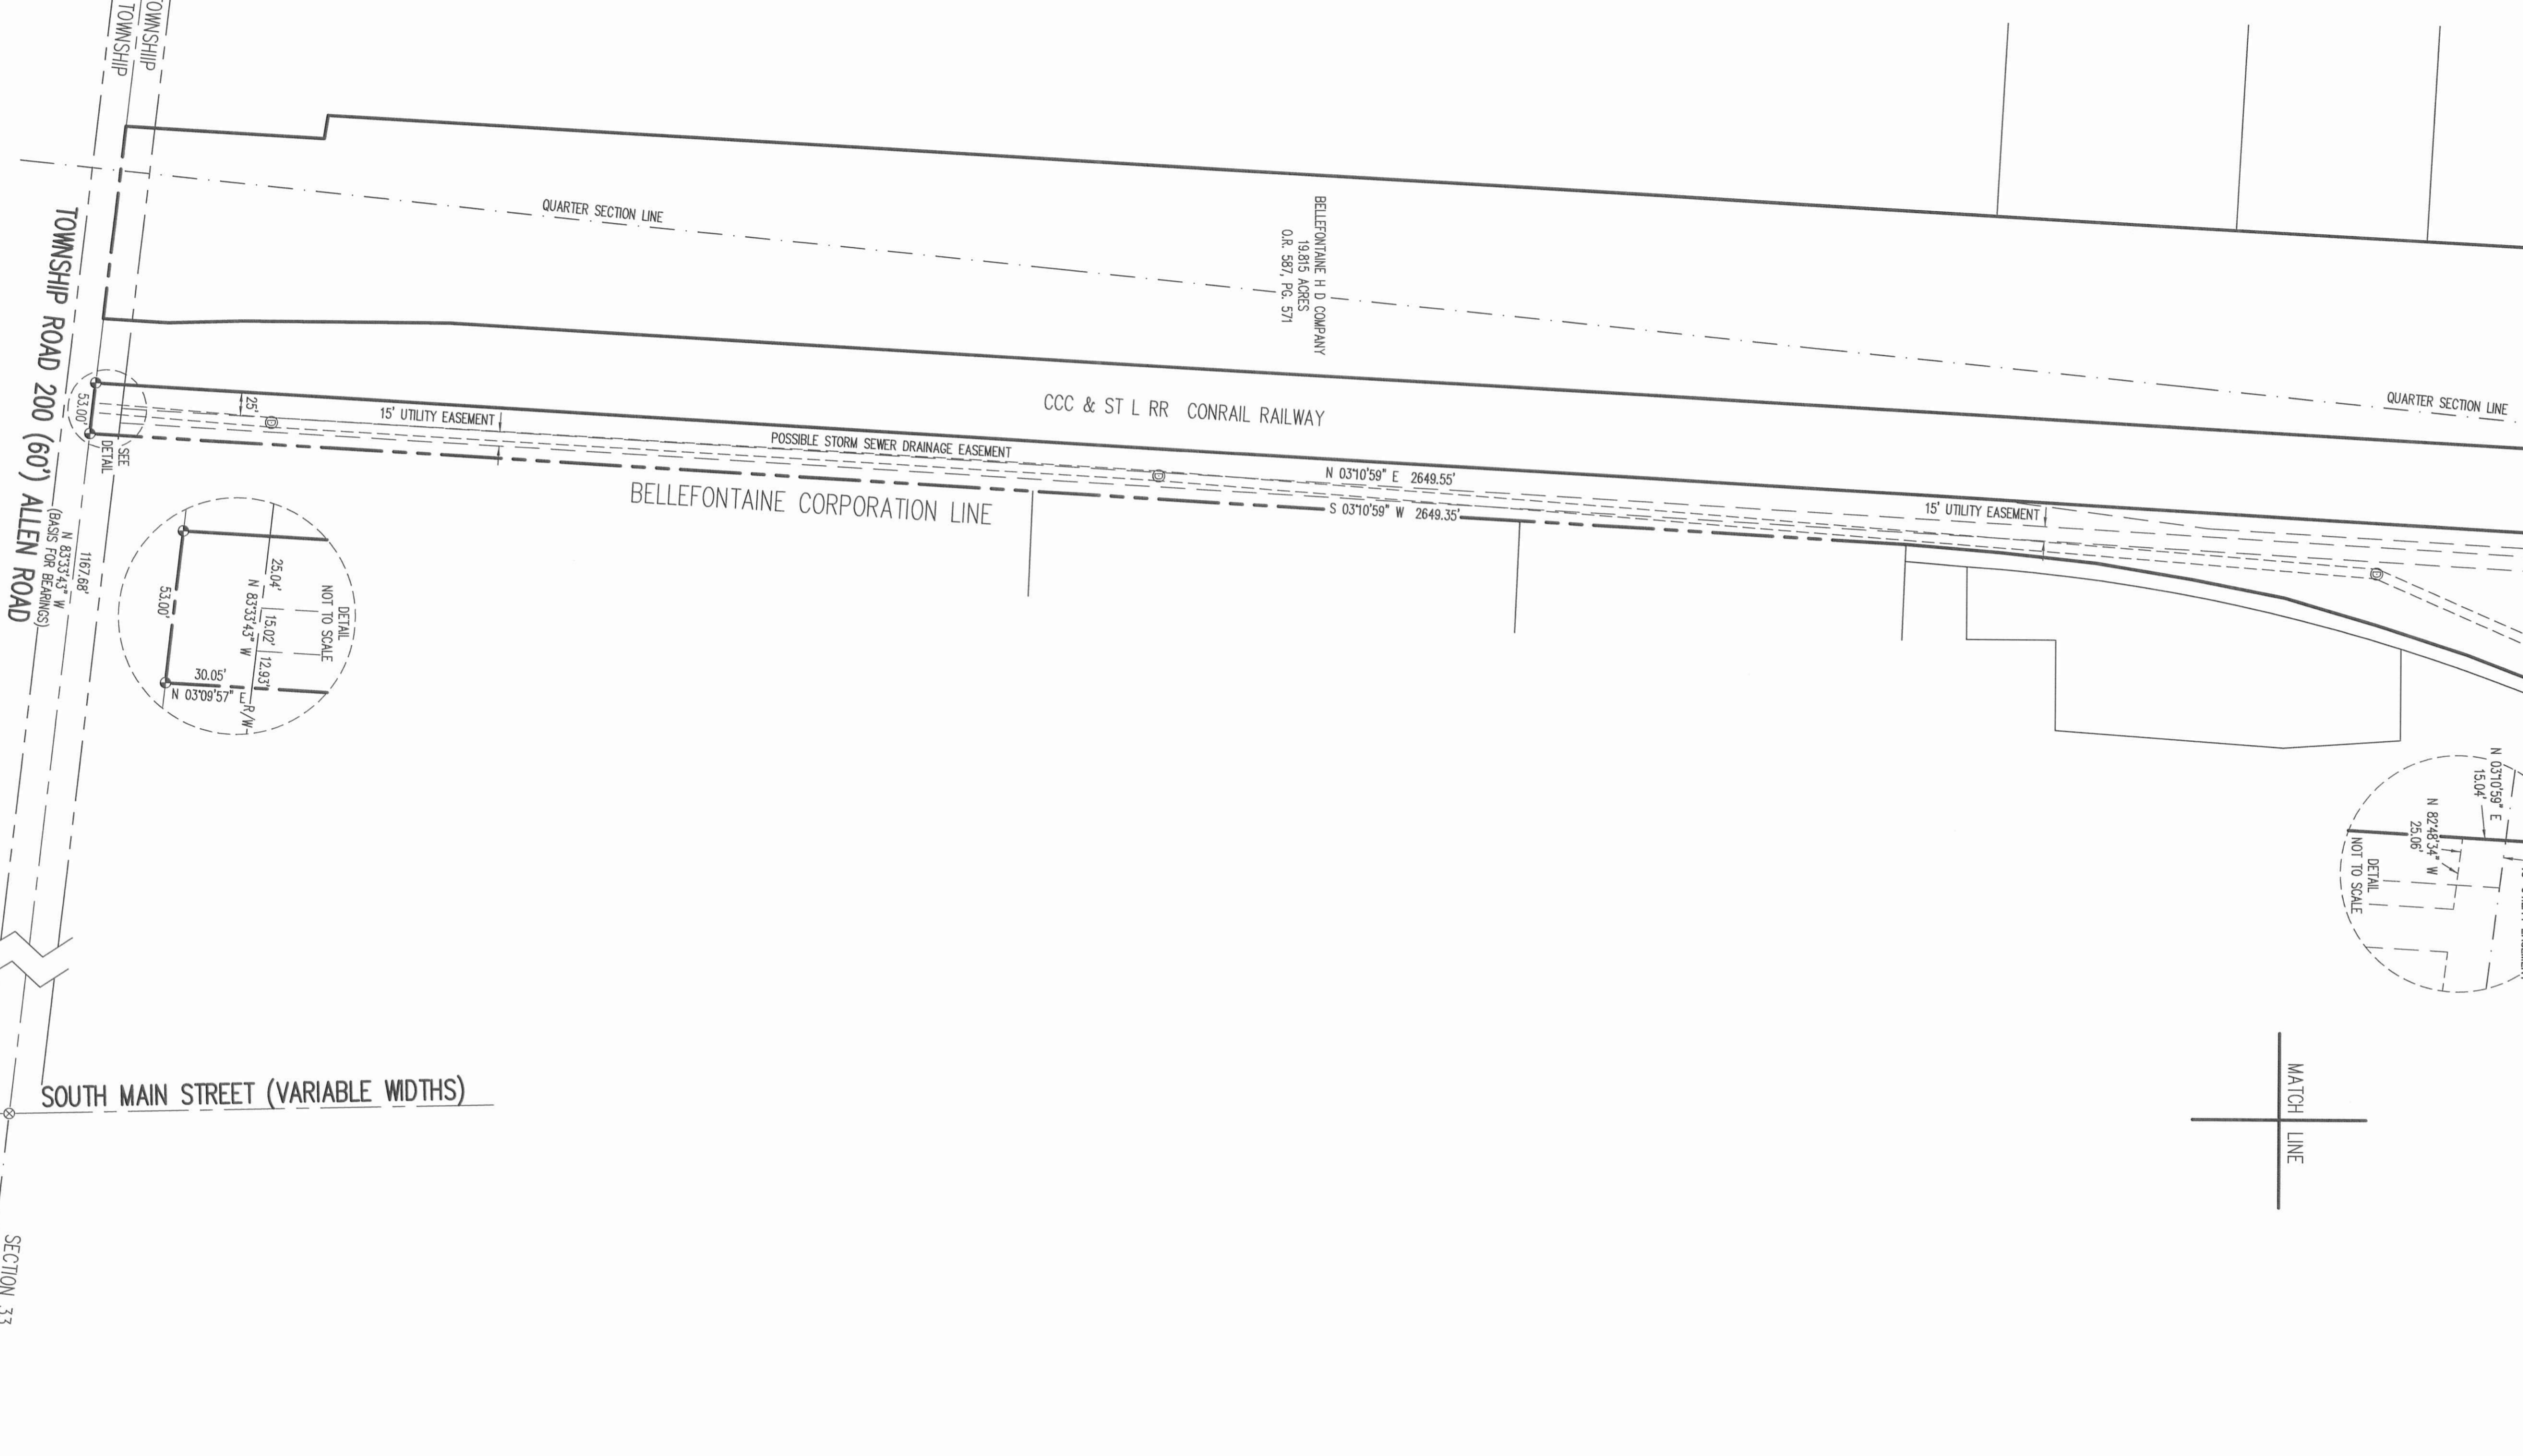 TOWNSHIP
TOWNSHIP
QUARTER SECTION LINE
BELLEFONTAINE H D COMPANY
19.815 ACRES
O.R. 587, PG. 571
QUARTER SECTION LINE
TOWNSHIP ROAD 200 (60') ALLEN ROAD
53.00'
SEE
DETAIL
25'
15' UTILITY EASEMENT
POSSIBLE STORM SEWER DRAINAGE EASEMENT
CCC & ST L RR CONRAIL RAILWAY
N 03°10'59" E 2649.55'
S 03°10'59" W 2649.35'
BELLEFONTAINE CORPORATION LINE
15' UTILITY EASEMENT
D
D
D
1167.68'
N 83°33'43" W
(BASIS FOR BEARINGS)
DETAIL
NOT TO SCALE
25.04'
15.02'
12.93'
N 83°33'43" W
R/W
53.00'
30.05'
N 03°09'57" E
N 03°10'59" E
15.04'
N 82°48'34" W
25.06'
DETAIL
NOT TO SCALE
MATCH LINE
SOUTH MAIN STREET (VARIABLE WIDTHS)
SECTION 33